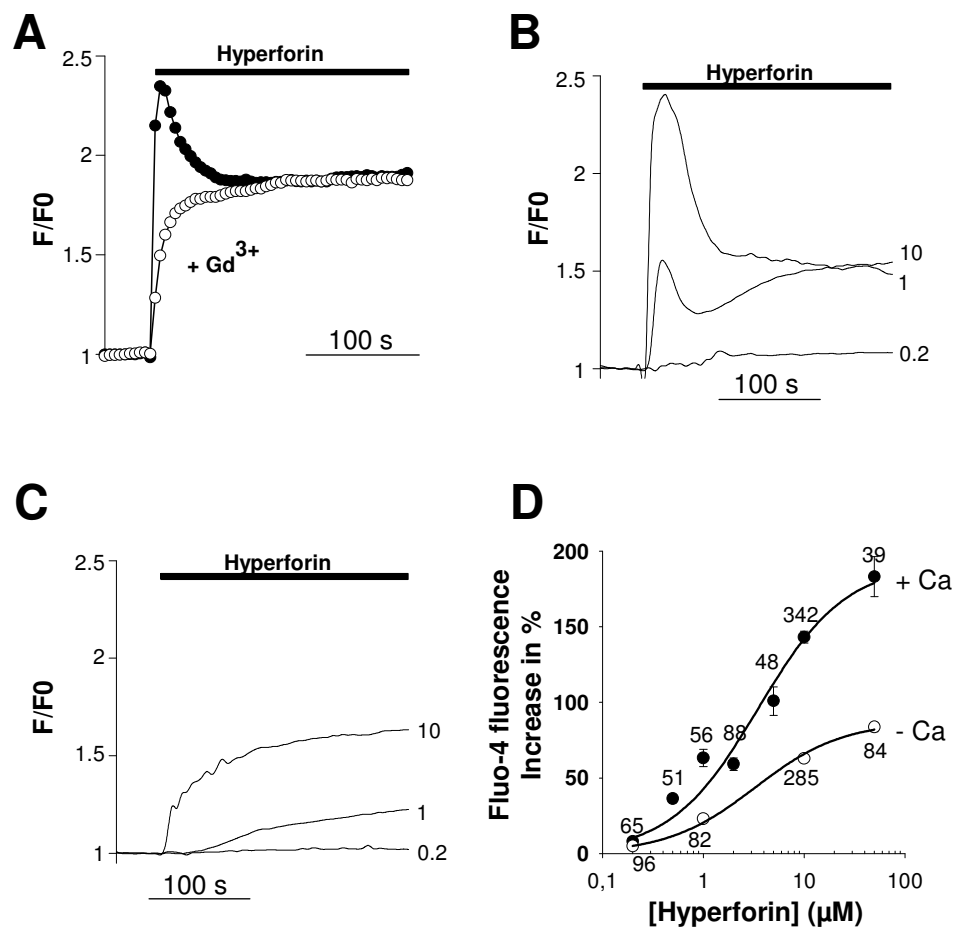 A
Hyperforin
2.5
2
1.5
1
F/F0
+ Gd3+
100 s
B
Hyperforin
2.5
2
1.5
1
F/F0
10
1
0.2
100 s
C
Hyperforin
2.5
2
1.5
1
F/F0
10
1
0.2
100 s
D
Fluo-4 fluorescence
Increase in %
200
150
100
50
0
39
+ Ca
342
48
56
88
51
65
- Ca
84
285
82
96
0,1
1
10
100
[Hyperforin] (µM)